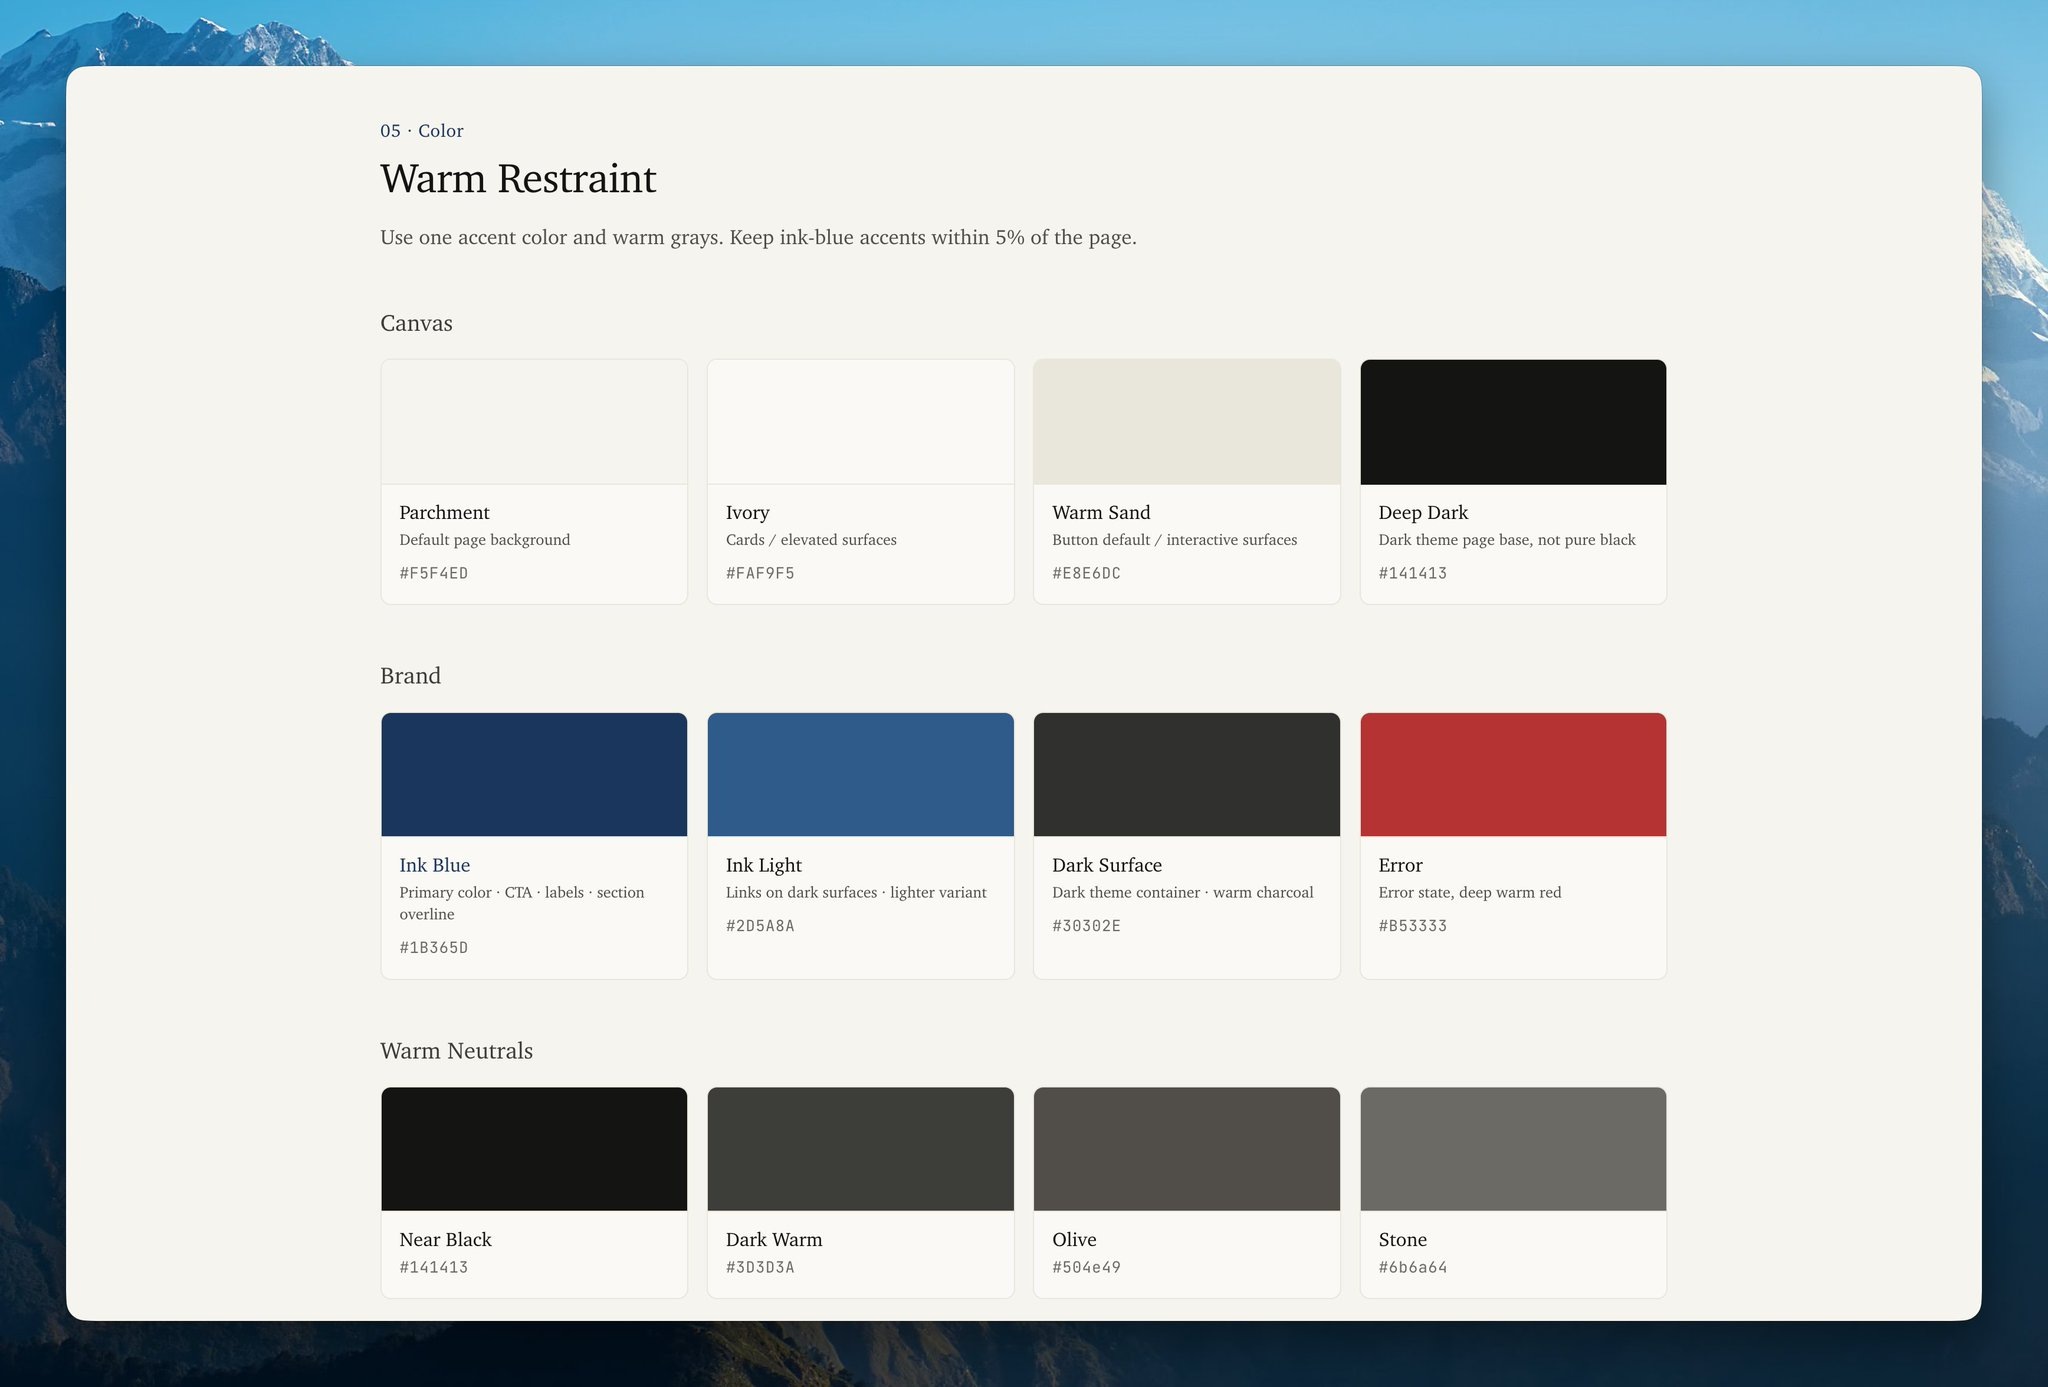 05 · Color
Warm Restraint
Use one accent color and warm grays. Keep ink-blue accents within 5% of the page.
Canvas
Parchment
Default page background
#F5F4ED
Ivory
Cards / elevated surfaces
#FAF9F5
Warm Sand
Button default / interactive surfaces
#E8E6DC
Deep Dark
Dark theme page base, not pure black
#141413
Brand
Ink Blue
Primary color · CTA · labels · section
overline
#1B365D
Ink Light
Links on dark surfaces · lighter variant
#2D5A8A
Dark Surface
Dark theme container · warm charcoal
#30302E
Error
Error state, deep warm red
#B53333
Warm Neutrals
Near Black
#141413
Dark Warm
#3D3D3A
Olive
#504e49
Stone
#6b6a64